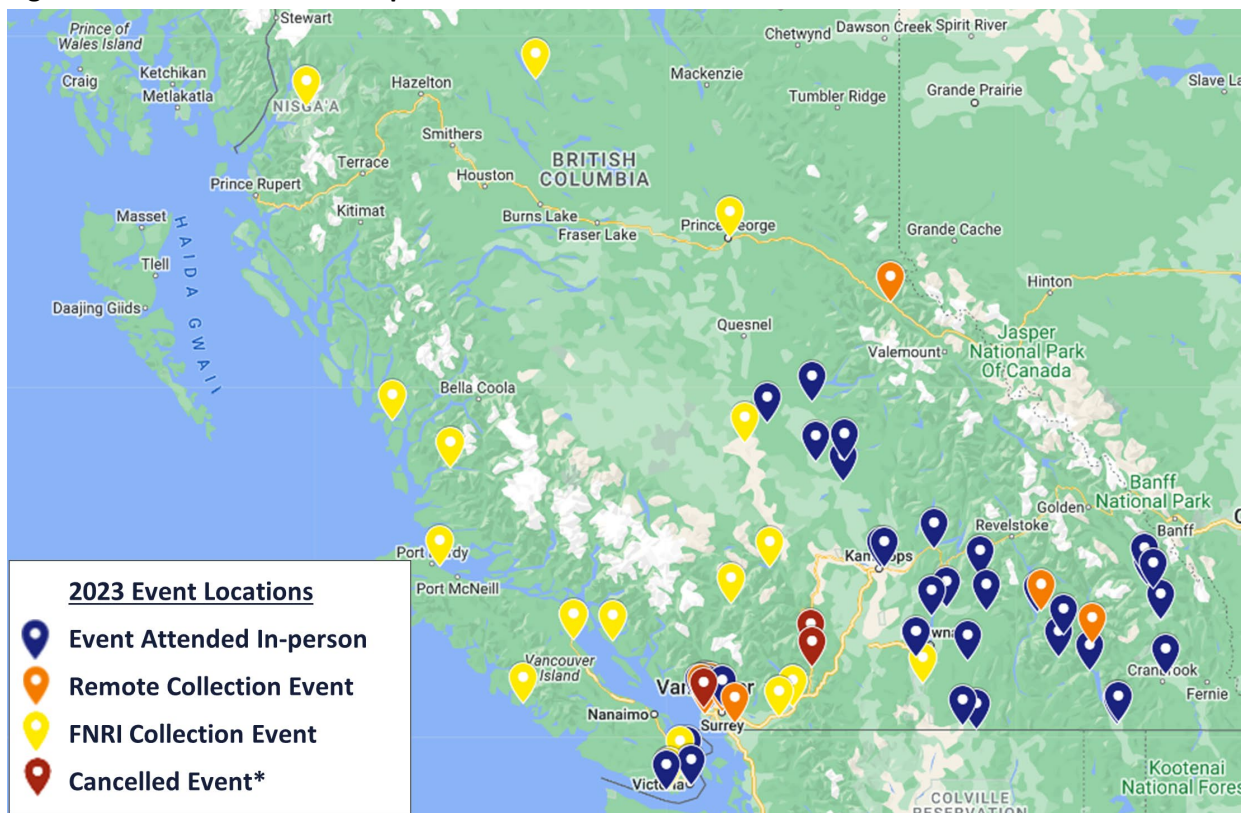 Stewart
Prince of
Wales Island
Craig
Ketchikan
Metlakatla
NISGA'A
Hazelton
Smithers
Terrace
Houston
Prince Rupert
Kitimat
Burns Lake
Fraser Lake
BRITISH
COLUMBIA
Mackenzie
Chetwynd
Dawson Creek
Spirit River
Tumbler Ridge
Grande Prairie
Slave La
Masset
HAIDA GWAII
Tlell
Daajing Giids
Grande Cache
Hinton
Quesnel
Valemount
Jasper
National Park
Of Canada
Bella Coola
Banff
National Park
Golden
Banff
Revelstoke
Port
Port McNeill
Vancouver
Island
Nanaimo
Surrey
Victoria
Fernie
Kootenai
National Fores
COLVILLE
RESERVATION
2023 Event Locations
Event Attended In-person
Remote Collection Event
FNRI Collection Event
Cancelled Event*